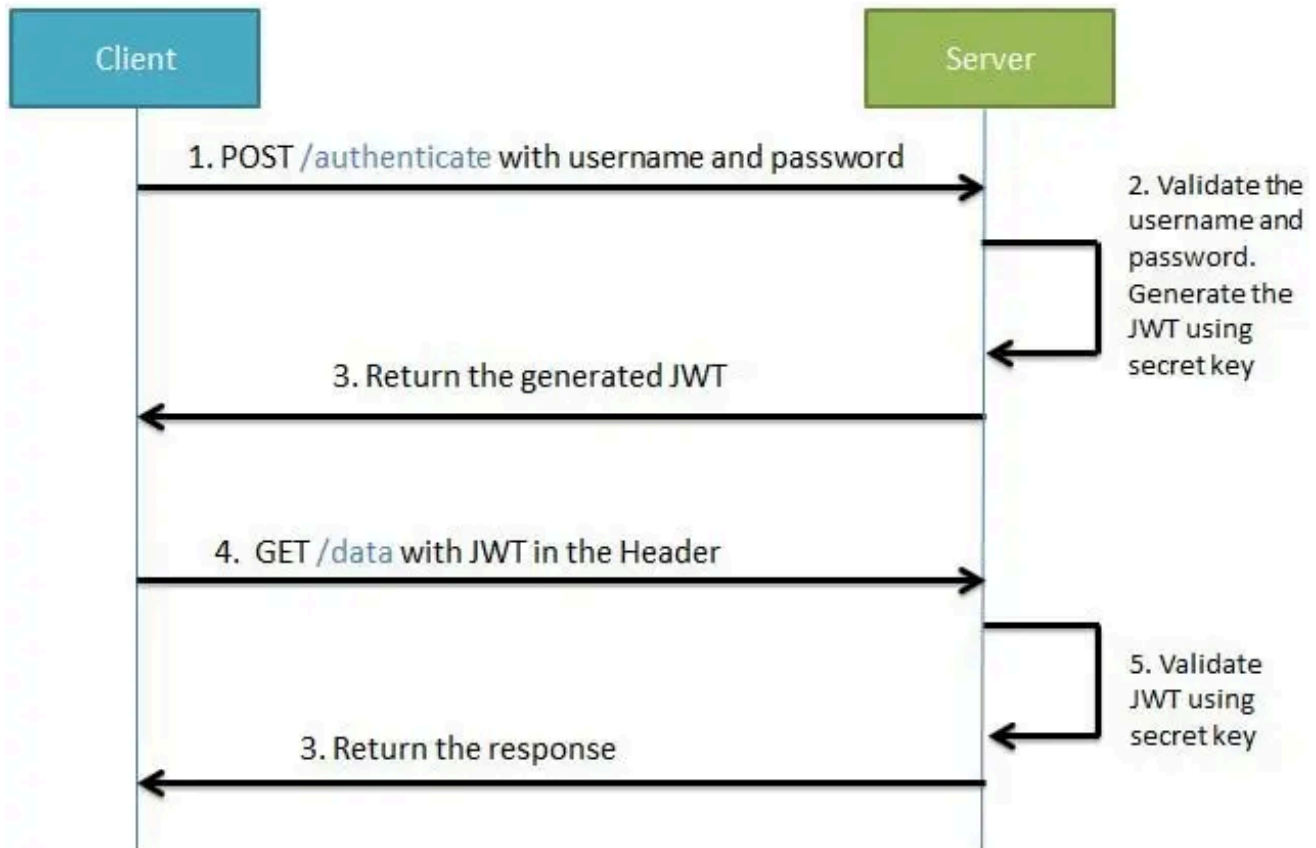 Client
Server
1. POST /authenticate with username and password
2. Validate the
username and
password.
Generate the
JWT using
secret key
3. Return the generated JWT
4. GET /data with JWT in the Header
5. Validate
JWT using
secret key
3. Return the response